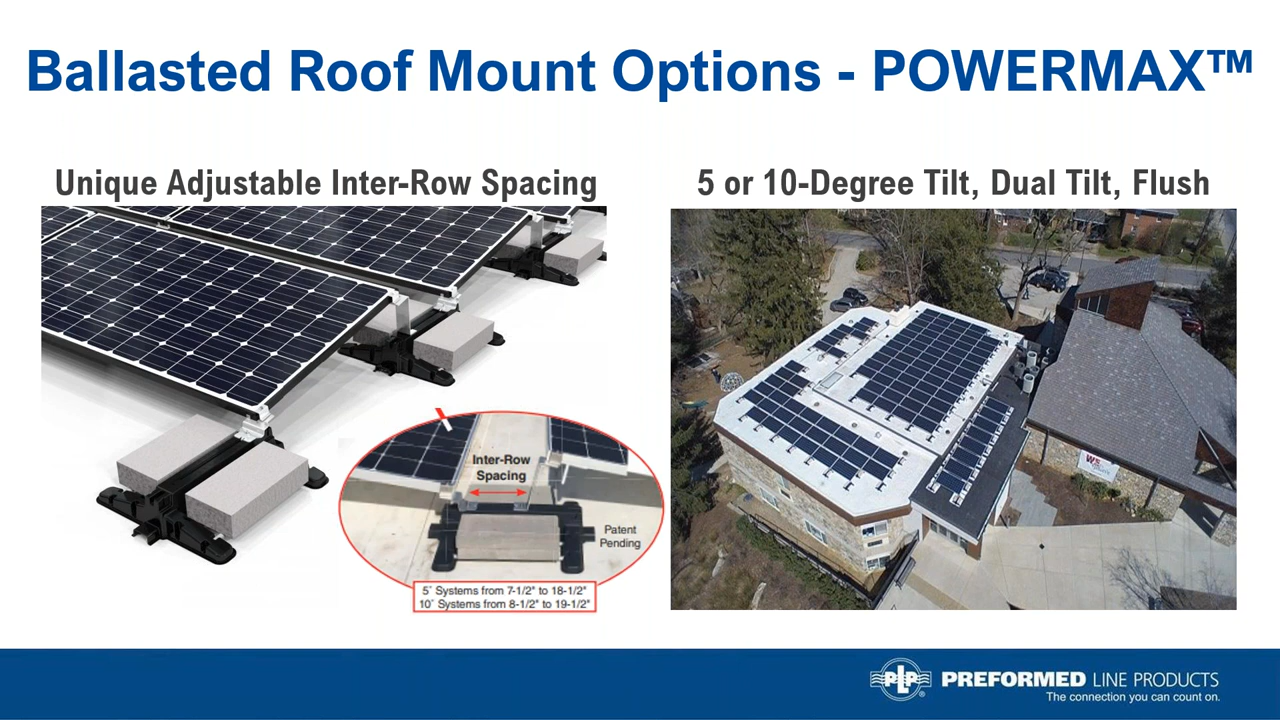 Ballasted Roof Mount Options - POWERMAX™
Unique Adjustable Inter-Row Spacing
5 or 10-Degree Tilt, Dual Tilt, Flush
Inter-Row
Spacing
Patent
Pending
5˚ Systems from 7-1/2" to 18-1/2"
10˚ Systems from 8-1/2" to 19-1/2"
PLP
PREFORMED LINE PRODUCTS
The connection you can count on.